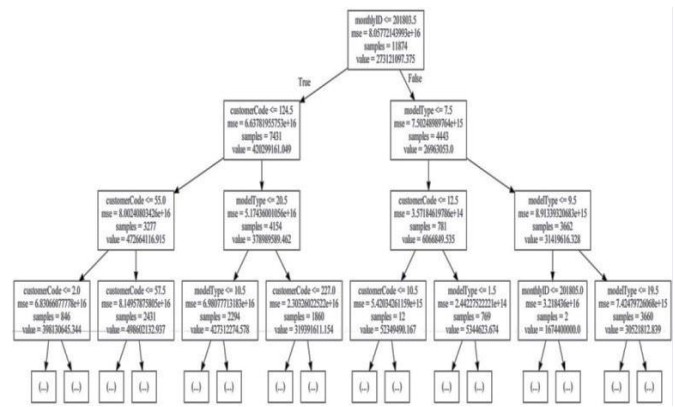 monthlyID <= 201803.5
mse = 8.05772143993e+16
samples = 11874
value = 273121097.375
True
False
customerCode <= 124.5
mse = 6.63781955753e+16
samples = 7431
value = 420299161.049
modelType <= 7.5
mse = 7.50248989764e+15
samples = 4443
value = 26963053.0
customerCode <= 55.0
mse = 8.00240803426e+16
samples = 3277
value = 472664116.915
modelType <= 20.5
mse = 5.17436001056e+16
samples = 4154
value = 378989589.462
customerCode <= 12.5
mse = 3.57184619786e+14
samples = 781
value = 6066849.535
modelType <= 9.5
mse = 8.91339320683e+15
samples = 3662
value = 31419616.328
customerCode <= 2.0
mse = 6.83066077778e+16
samples = 846
value = 398130645.344
customerCode <= 57.5
mse = 8.14957875805e+16
samples = 2431
value = 498602132.937
modelType <= 10.5
mse = 6.98077713183e+16
samples = 2294
value = 427312274.578
customerCode <= 227.0
mse = 2.30326022522e+16
samples = 1860
value = 319391611.154
customerCode <= 10.5
mse = 5.42034261159e+15
samples = 12
value = 52349490.167
modelType <= 1.5
mse = 2.44227522221e+14
samples = 769
value = 5344623.674
monthlyID <= 201805.0
mse = 3.218436e+16
samples = 2
value = 1674400000.0
modelType <= 19.5
mse = 7.42479726068e+15
samples = 3660
value = 30521812.839
(...) (...) (...) (...) (...) (...) (...) (...) (...) (...) (...) (...) (...) (...) (...) (...)